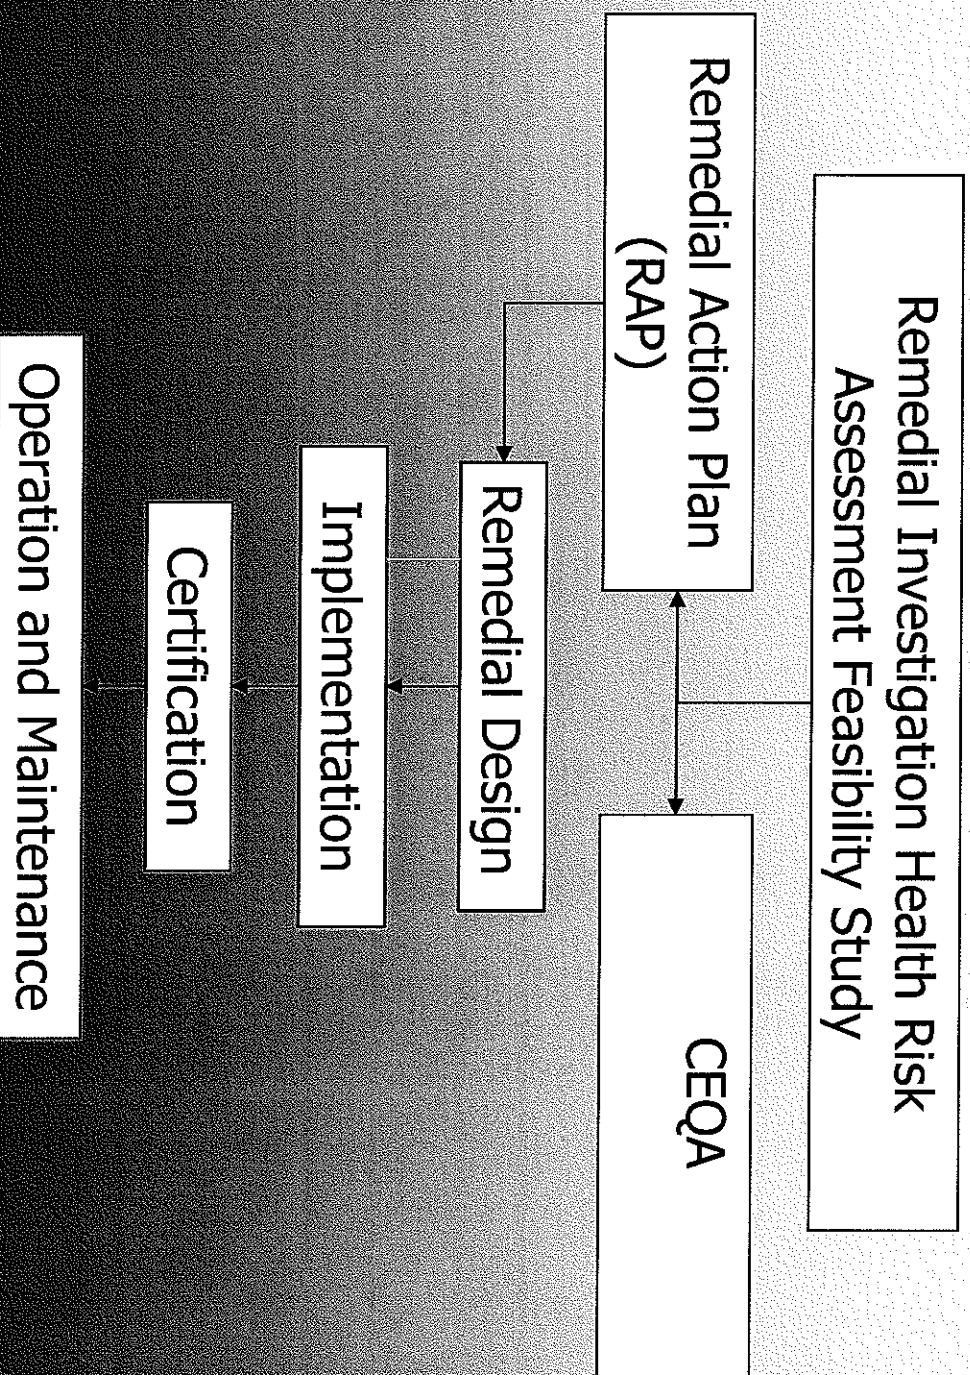 Remedial Investigation Health Risk
Assessment Feasibility Study
Remedial Action Plan
(RAP)
CEQA
Remedial Design
Implementation
Certification
Operation and Maintenance